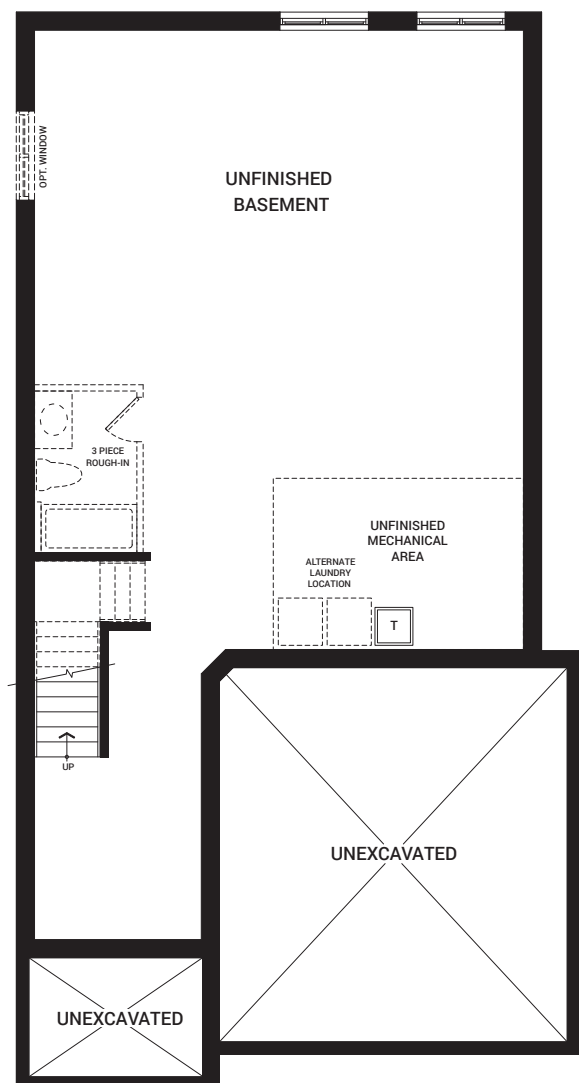 OPT. WINDOW
UNFINISHED
BASEMENT
3 PIECE
ROUGH-IN
UNFINISHED
MECHANICAL
AREA
ALTERNATE
LAUNDRY
LOCATION
T
UP
UNEXCAVATED
UNEXCAVATED